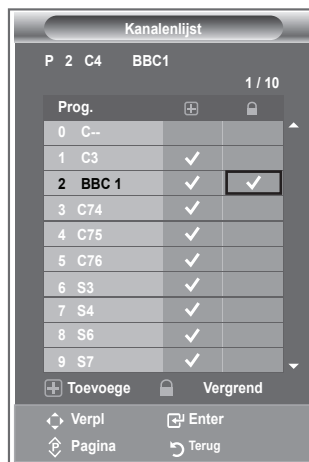 Kanalenlijst
P 2 C4 BBC1
1 / 10
Prog.
0 C--
1 C3
2 BBC 1
3 C74
4 C75
5 C76
6 S3
7 S4
8 S6
9 S7
Toevoege Vergrend
Verpl Enter
Pagina Terug